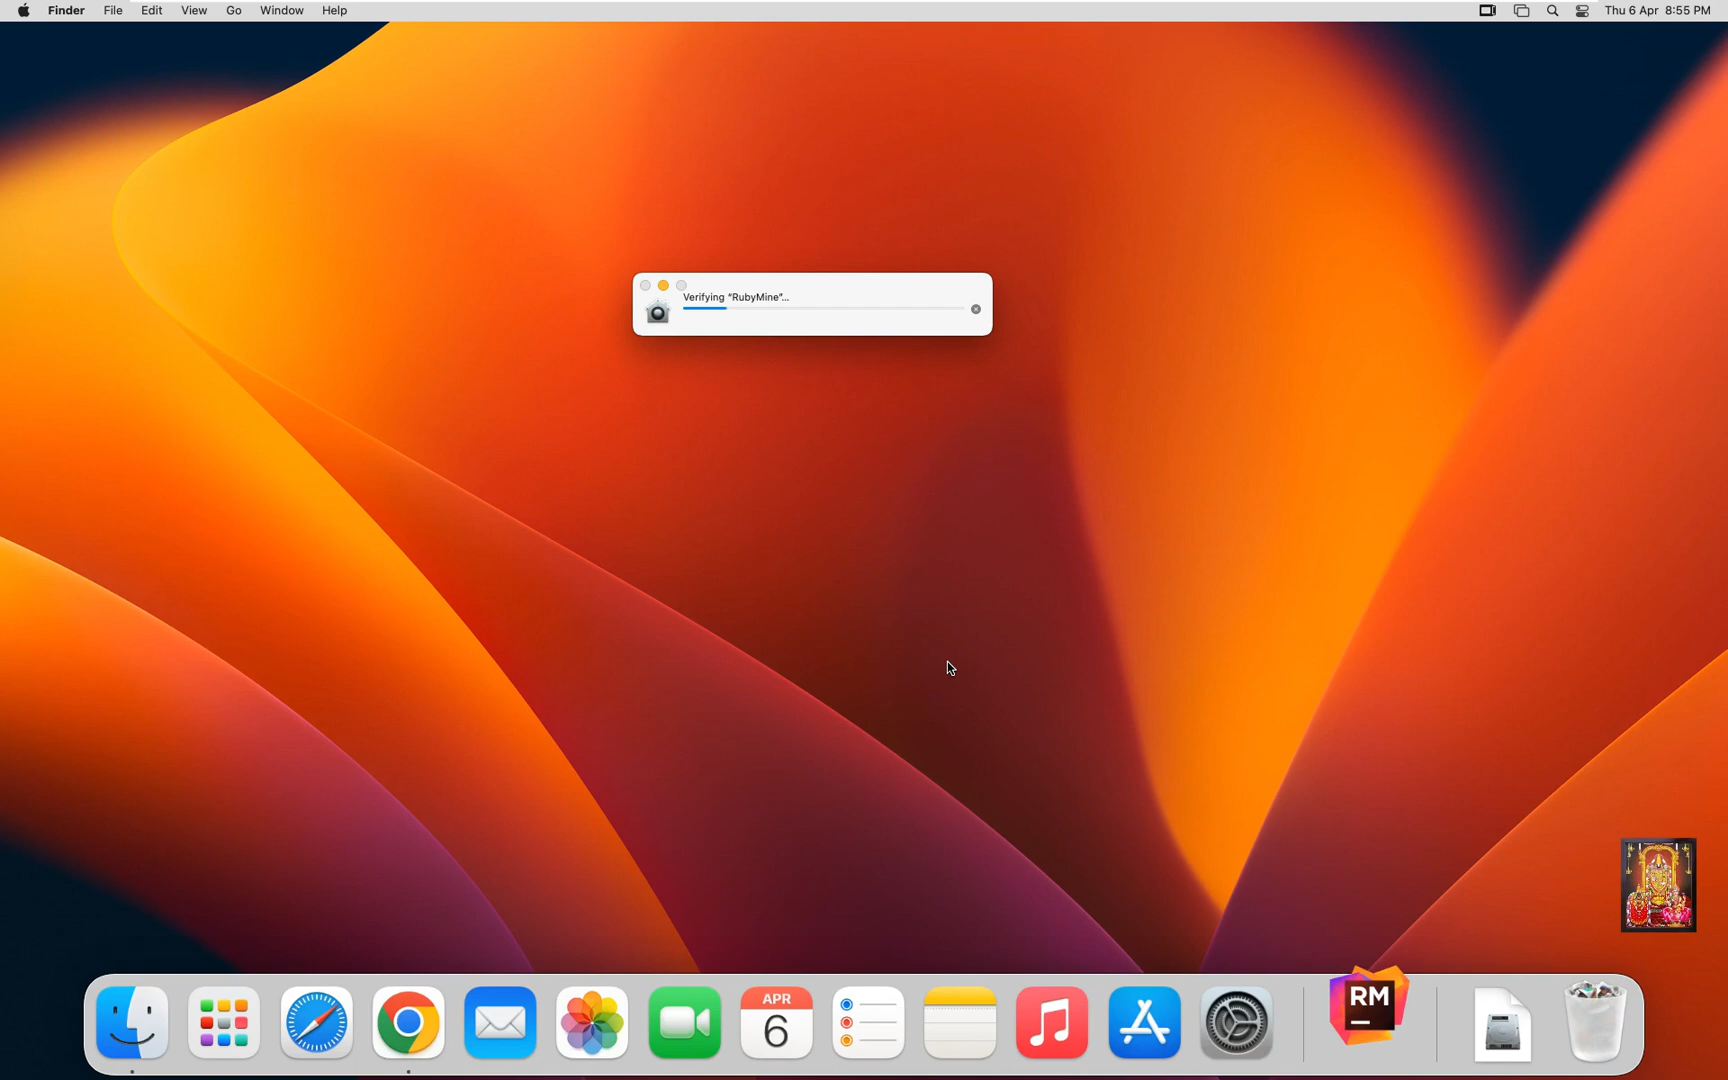 Finder File Edit View Go Window Help Thu 6 Apr 8:55 PM
Verifying “RubyMine”...
APR
6
RM